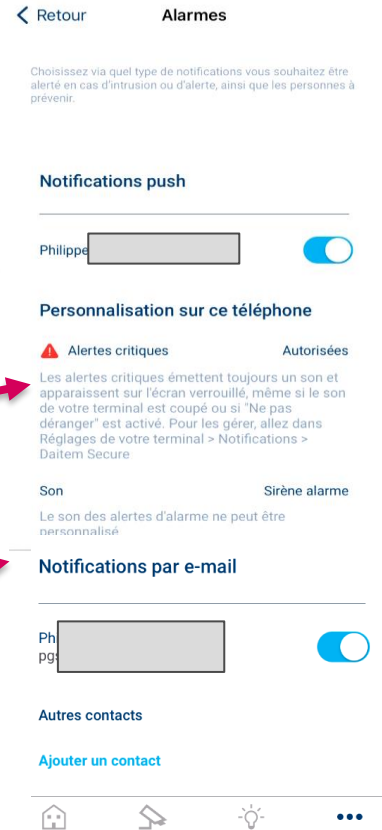 Retour
Alarmes
Choisissez via quel type de notifications vous souhaitez être
alerté en cas d'intrusion ou d'alerte, ainsi que les personnes à
prévenir.
Notifications push
Philippe
Personnalisation sur ce téléphone
Alertes critiques
Autorisées
Les alertes critiques émettent toujours un son et
apparaissent sur l'écran verrouillé, même si le son
de votre terminal est coupé ou si "Ne pas
déranger" est activé. Pour les gérer, allez dans
Réglages de votre terminal > Notifications >
Daitem Secure
Son
Sirène alarme
Le son des alertes d'alarme ne peut être
personnalisé
Notifications par e-mail
Ph
pg
Autres contacts
Ajouter un contact